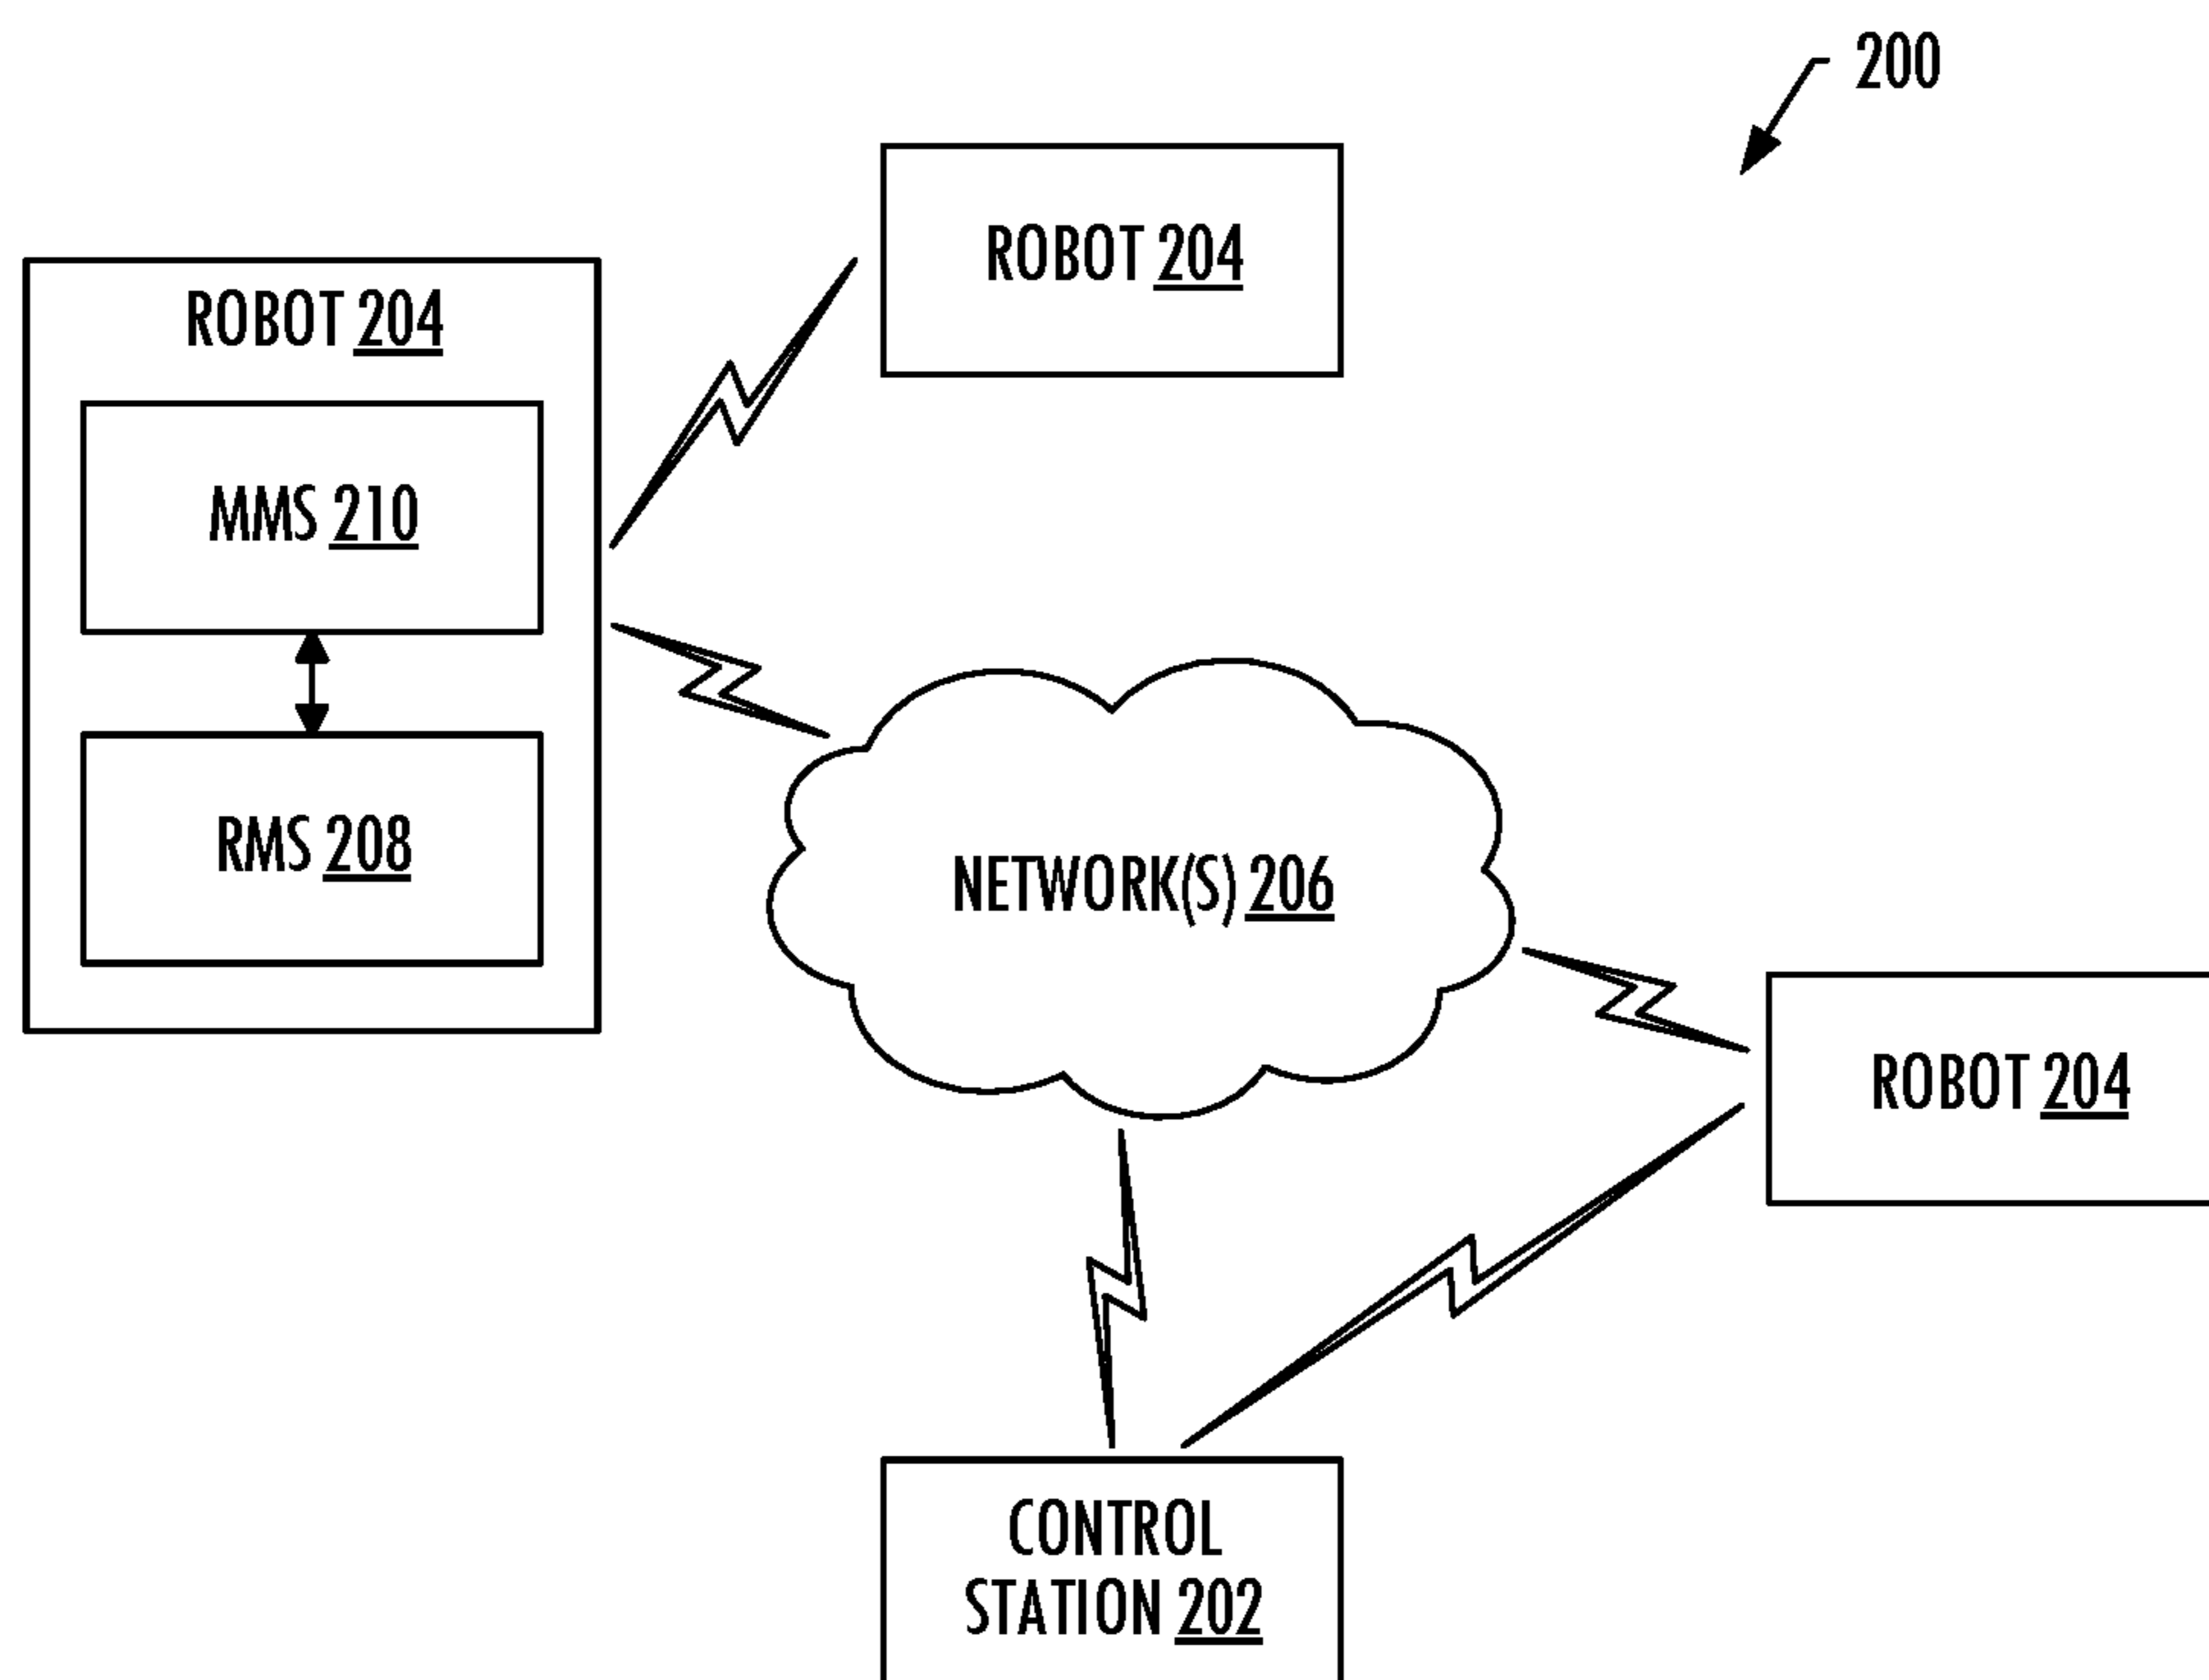 200
ROBOT 204
ROBOT 204
MMS 210
RMS 208
NETWORK(S) 206
ROBOT 204
CONTROL
STATION 202